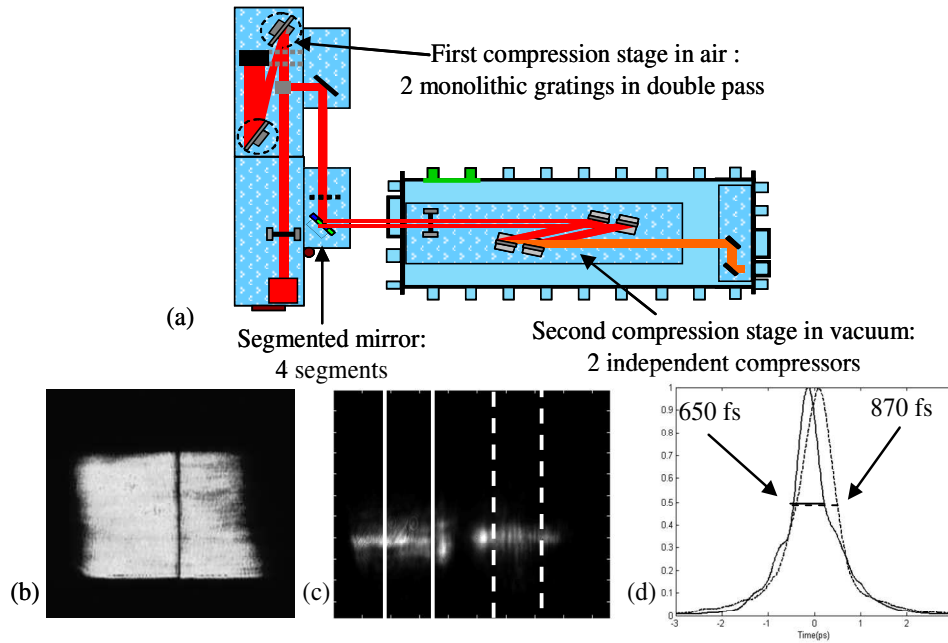 First compression stage in air :
2 monolithic gratings in double pass
(a)
Segmented mirror:
4 segments
Second compression stage in vacuum:
2 independent compressors
(b)
(c)
(d)
650 fs
870 fs
1
0.9
0.8
0.7
0.6
0.5
0.4
0.3
0.2
0.1
0
-3
-2
-1
0
1
2
Time(ps)